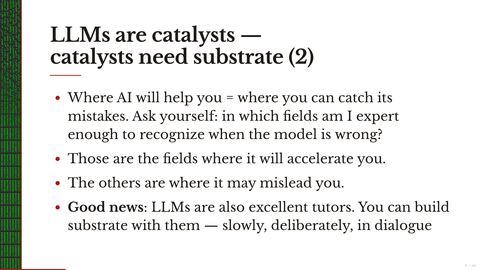 LLMs are catalysts —
catalysts need substrate (2)
• Where AI will help you = where you can catch its
mistakes. Ask yourself: in which fields am I expert
enough to recognize when the model is wrong?
• Those are the fields where it will accelerate you.
• The others are where it may mislead you.
• Good news: LLMs are also excellent tutors. You can build
substrate with them — slowly, deliberately, in dialogue